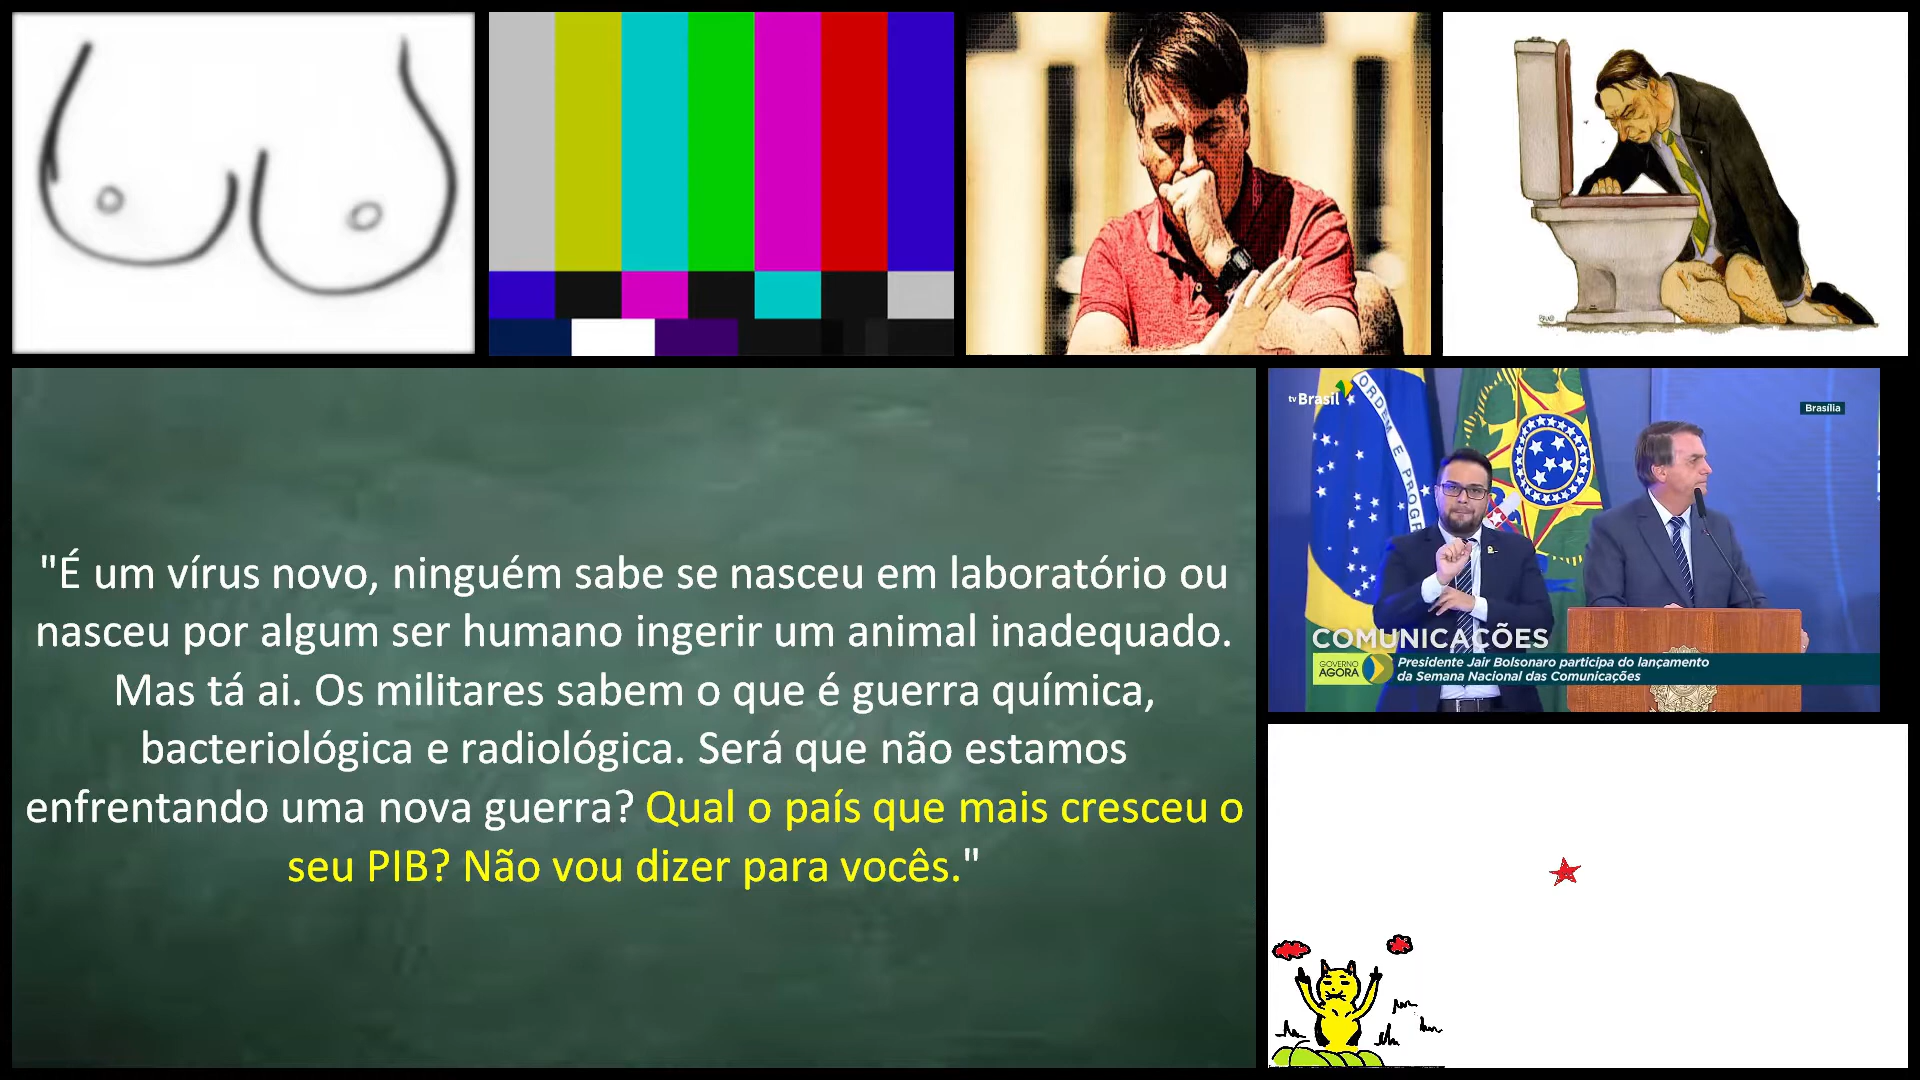 "É um vírus novo, ninguém sabe se nasceu em laboratório ou
nasceu por algum ser humano ingerir um animal inadequado.
Mas tá ai. Os militares sabem o que é guerra química,
bacteriológica e radiológica. Será que não estamos
enfrentando uma nova guerra? Qual o país que mais cresceu o
seu PIB? Não vou dizer para vocês."
tv Brasil
Brasília
ORDEM E PROGR
COMUNICAÇÕES
GOVERNO
AGORA
Presidente Jair Bolsonaro participa do lançamento
da Semana Nacional das Comunicações